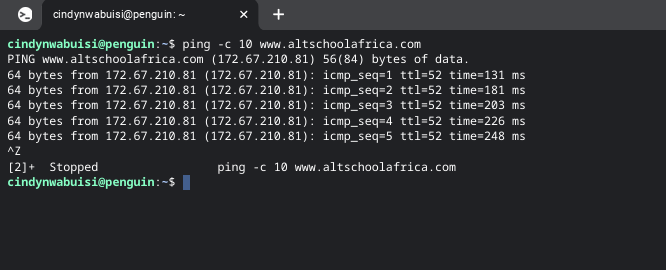 cindynwabuisi@penguin: ~
cindynwabuisi@penguin:~$ ping -c 10 www.altschoolafrica.com
PING www.altschoolafrica.com (172.67.210.81) 56(84) bytes of data.
64 bytes from 172.67.210.81 (172.67.210.81): icmp_seq=1 ttl=52 time=131 ms
64 bytes from 172.67.210.81 (172.67.210.81): icmp_seq=2 ttl=52 time=181 ms
64 bytes from 172.67.210.81 (172.67.210.81): icmp_seq=3 ttl=52 time=203 ms
64 bytes from 172.67.210.81 (172.67.210.81): icmp_seq=4 ttl=52 time=226 ms
64 bytes from 172.67.210.81 (172.67.210.81): icmp_seq=5 ttl=52 time=248 ms
^Z
[2]+  Stopped                 ping -c 10 www.altschoolafrica.com
cindynwabuisi@penguin:~$